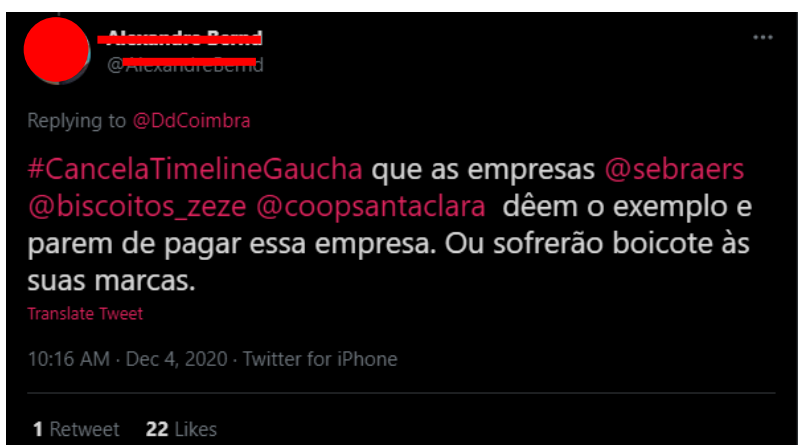 Replying to @DdCoimbra
#CancelaTimelineGaucha que as empresas @sebraers
@biscoitos_zeze @coopsantaclara dêem o exemplo e
parem de pagar essa empresa. Ou sofrerão boicote às
suas marcas.
Translate Tweet
10:16 AM · Dec 4, 2020 · Twitter for iPhone
1 Retweet 22 Likes